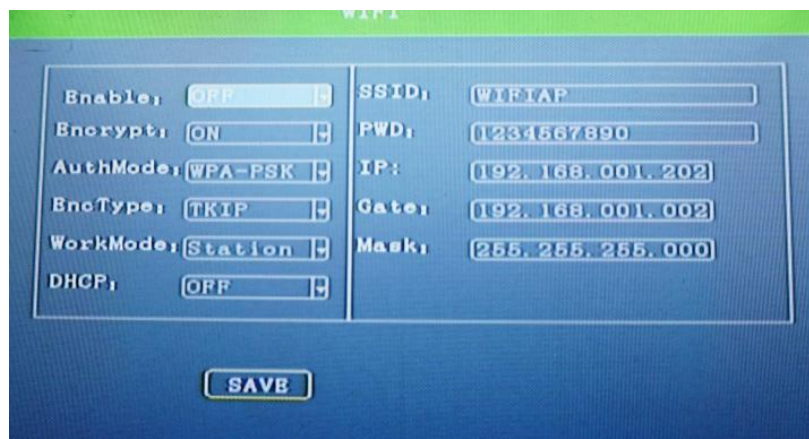 WIFI
Enable: OFF
Encrypt: ON
AuthMode: WPA-PSK
EncType: TKIP
WorkMode: Station
DHCP: OFF
SSID: WIFIAP
PWD: 1234567890
IP: 192.168.001.202
Gate: 192.168.001.002
Mask: 255.255.255.000
SAVE